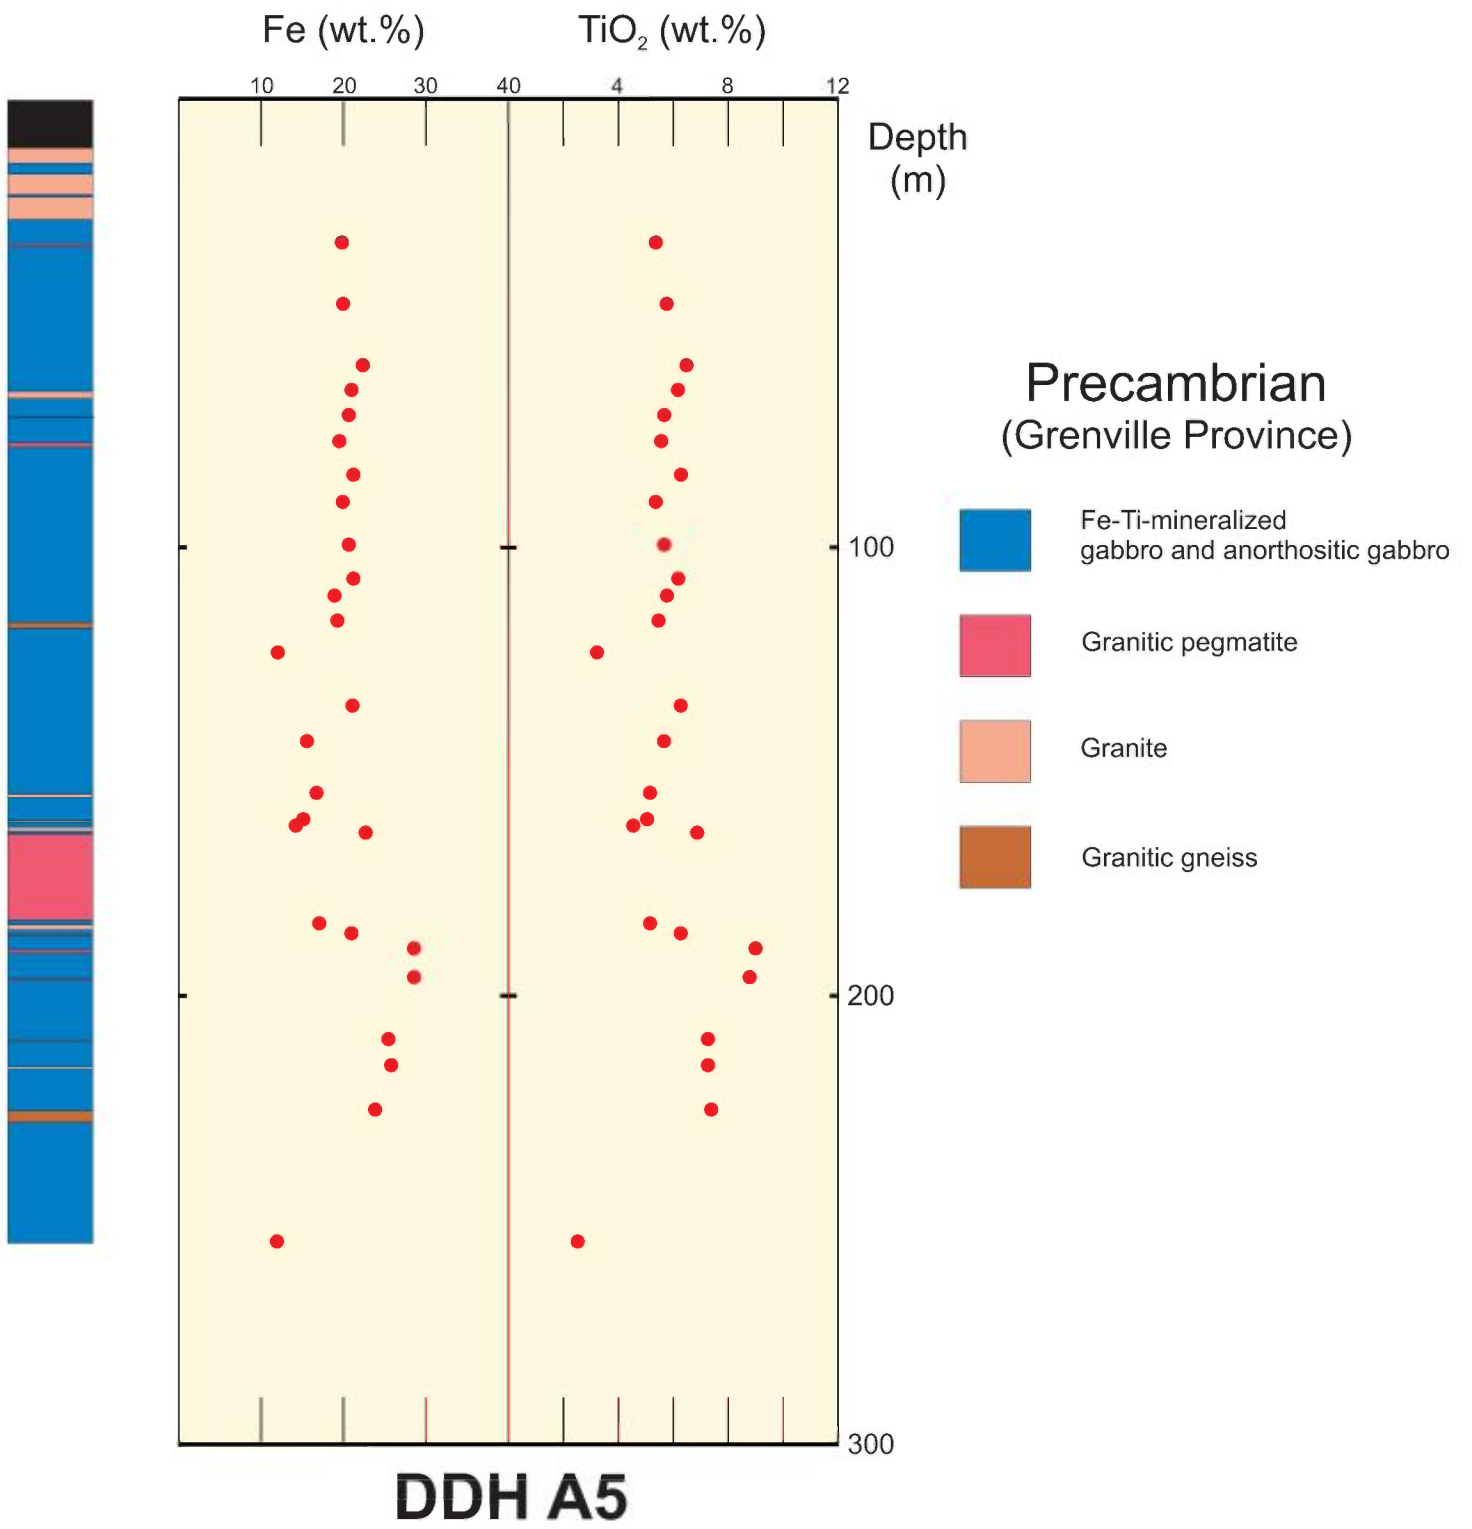 Fe (wt.%) TiO₂ (wt.%)
10 20 30 40 4 8 12
Depth
(m)
100
200
300
Precambrian
(Grenville Province)
Fe-Ti-mineralized
gabbro and anorthositic gabbro
Granitic pegmatite
Granite
Granitic gneiss
DDH A5